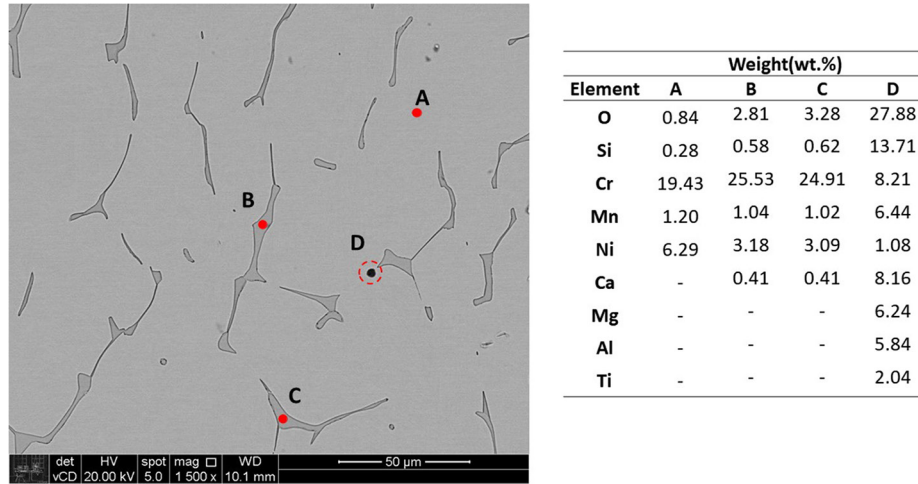 A
B
D
C
det HV spot mag □ WD
vCD 20.00 kV 5.0 1 500 x 10.1 mm
50 μm
Weight(wt.%)
Element A B C D
O 0.84 2.81 3.28 27.88
Si 0.28 0.58 0.62 13.71
Cr 19.43 25.53 24.91 8.21
Mn 1.20 1.04 1.02 6.44
Ni 6.29 3.18 3.09 1.08
Ca - 0.41 0.41 8.16
Mg - - - 6.24
Al - - - 5.84
Ti - - - 2.04